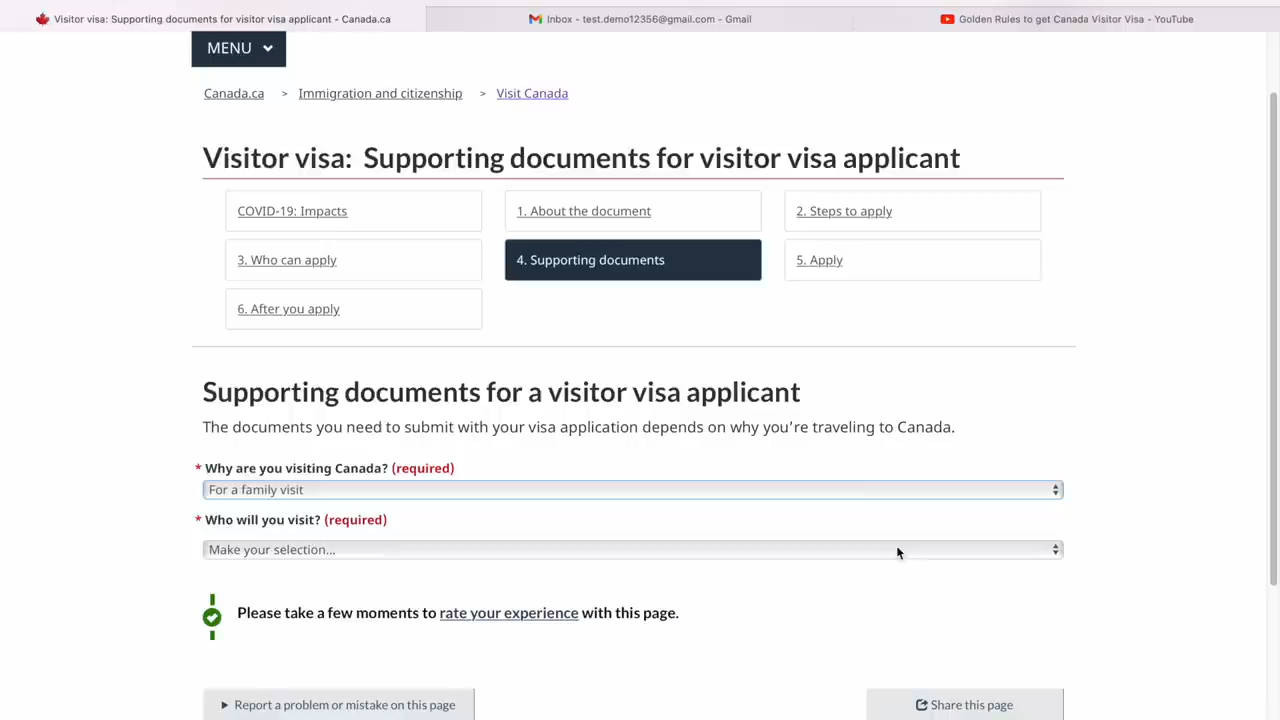 Visitor visa: Supporting documents for visitor visa applicant - Canada.ca
Inbox - test.demo12356@gmail.com - Gmail
Golden Rules to get Canada Visitor Visa - YouTube
MENU
Canada.ca > Immigration and citizenship > Visit Canada
Visitor visa: Supporting documents for visitor visa applicant
COVID-19: Impacts
1. About the document
2. Steps to apply
3. Who can apply
4. Supporting documents
5. Apply
6. After you apply
Supporting documents for a visitor visa applicant
The documents you need to submit with your visa application depends on why you’re traveling to Canada.
* Why are you visiting Canada? (required)
For a family visit
* Who will you visit? (required)
Make your selection...
Please take a few moments to rate your experience with this page.
Report a problem or mistake on this page
Share this page